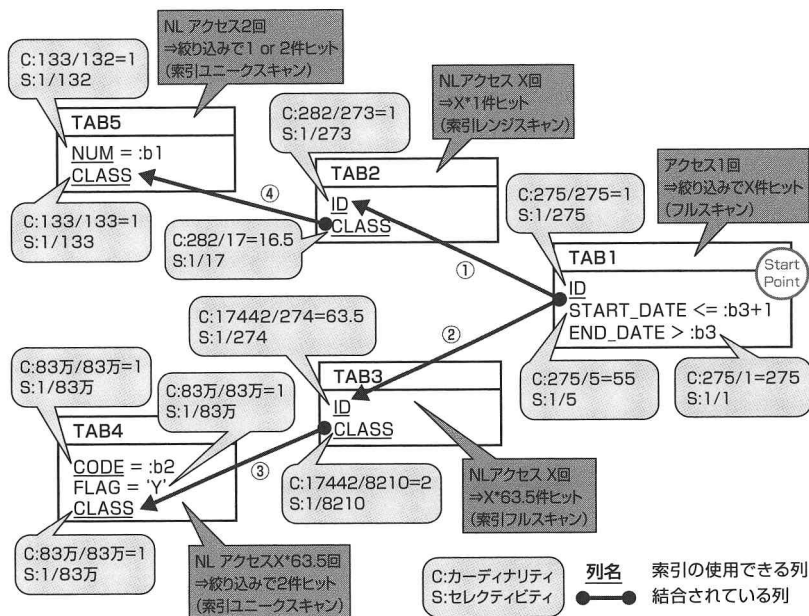 NL アクセス2回
⇒絞り込みで1 or 2件ヒット
(索引ユニークスキャン)
C:133/132=1
S:1/132
TAB5
NUM = :b1
CLASS
C:133/133=1
S:1/133
④
NLアクセス X回
⇒X*1件ヒット
(索引レンジスキャン)
C:282/273=1
S:1/273
TAB2
ID
CLASS
C:282/17=16.5
S:1/17
①
アクセス1回
⇒絞り込みでX件ヒット
(フルスキャン)
C:275/275=1
S:1/275
TAB1
Start
Point
ID
START_DATE <= :b3+1
END_DATE > :b3
C:275/5=55
S:1/5
C:275/1=275
S:1/1
②
C:17442/274=63.5
S:1/274
TAB3
ID
CLASS
C:17442/8210=2
S:1/8210
NLアクセス X回
⇒X*63.5件ヒット
(索引フルスキャン)
③
C:83万/83万=1
S:1/83万
C:83万/83万=1
S:1/83万
TAB4
CODE = :b2
FLAG = 'Y'
CLASS
C:83万/83万=1
S:1/83万
NL アクセスX*63.5回
⇒絞り込みで2件ヒット
(索引ユニークスキャン)
C:カーディナリティ
S:セレクティビティ
列名 索引の使用できる列
結合されている列